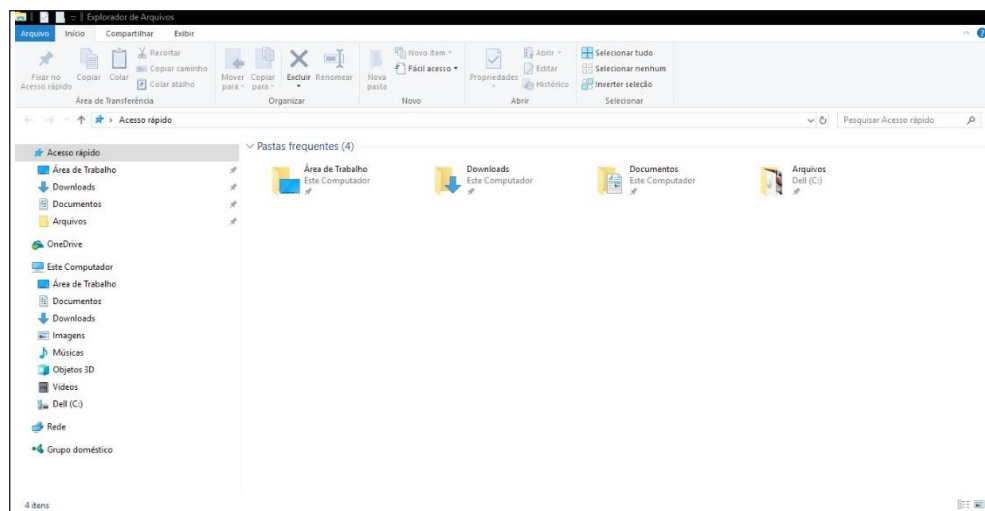 Explorador de Arquivos
Arquivo Início Compartilhar Exibir
Fixar no Acesso rápido
Copiar
Colar
Recortar
Copiar caminho
Colar atalho
Área de Transferência
Mover para
Copiar para
Excluir
Renomear
Organizar
Nova pasta
Novo item
Fácil acesso
Novo
Propriedades
Abrir
Editar
Histórico
Abrir
Selecionar tudo
Selecionar nenhum
Inverter seleção
Selecionar
Acesso rápido
Pesquisar Acesso rápido
Acesso rápido
Área de Trabalho
Downloads
Documentos
Arquivos
OneDrive
Este Computador
Área de Trabalho
Documentos
Downloads
Imagens
Músicas
Objetos 3D
Vídeos
Dell (C:)
Rede
Grupo doméstico
Pastas frequentes (4)
Área de Trabalho
Este Computador
Downloads
Este Computador
Documentos
Este Computador
Arquivos
Dell (C:)
4 itens